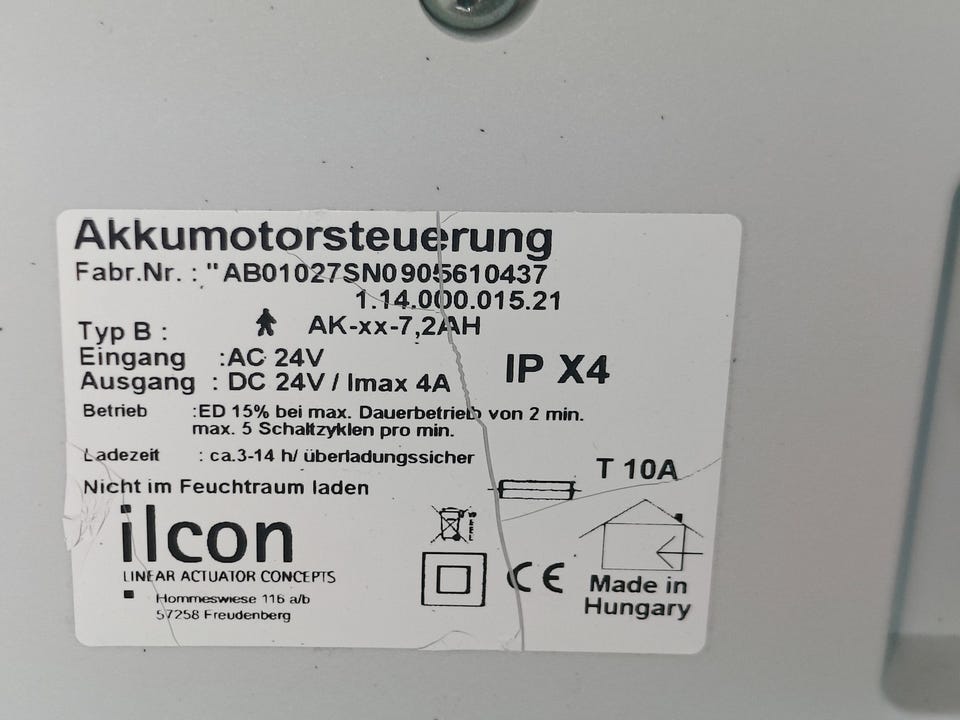 Akkumotorsteuerung
Fabr.Nr. : "AB01027SN0905610437
1.14.000.015.21
Typ B : AK-xx-7,2AH
Eingang :AC 24V
Ausgang : DC 24V / Imax 4A
IP X4
Betrieb :ED 15% bei max. Dauerbetrieb von 2 min.
max. 5 Schaltzyklen pro min.
Ladezeit : ca.3-14 h/ überladungssicher
T 10A
Nicht im Feuchtraum laden
ilcon
LINEAR ACTUATOR CONCEPTS
Hommeswiese 116 a/b
57258 Freudenberg
CE
Made in
Hungary